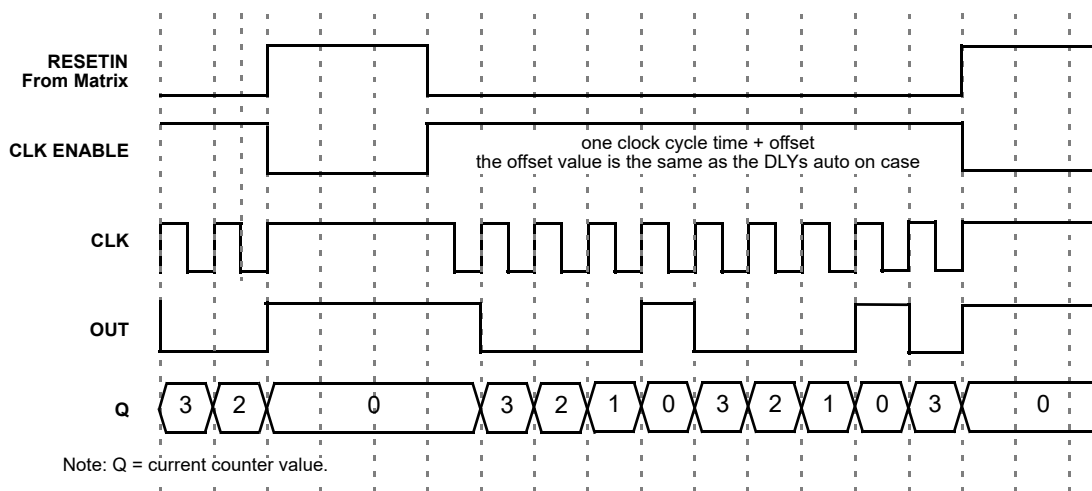 RESETIN
From Matrix
CLK ENABLE
one clock cycle time + offset
the offset value is the same as the DLYs auto on case
CLK
OUT
Q
3 2 0 3 2 1 0 3 2 1 0 3 0
Note: Q = current counter value.